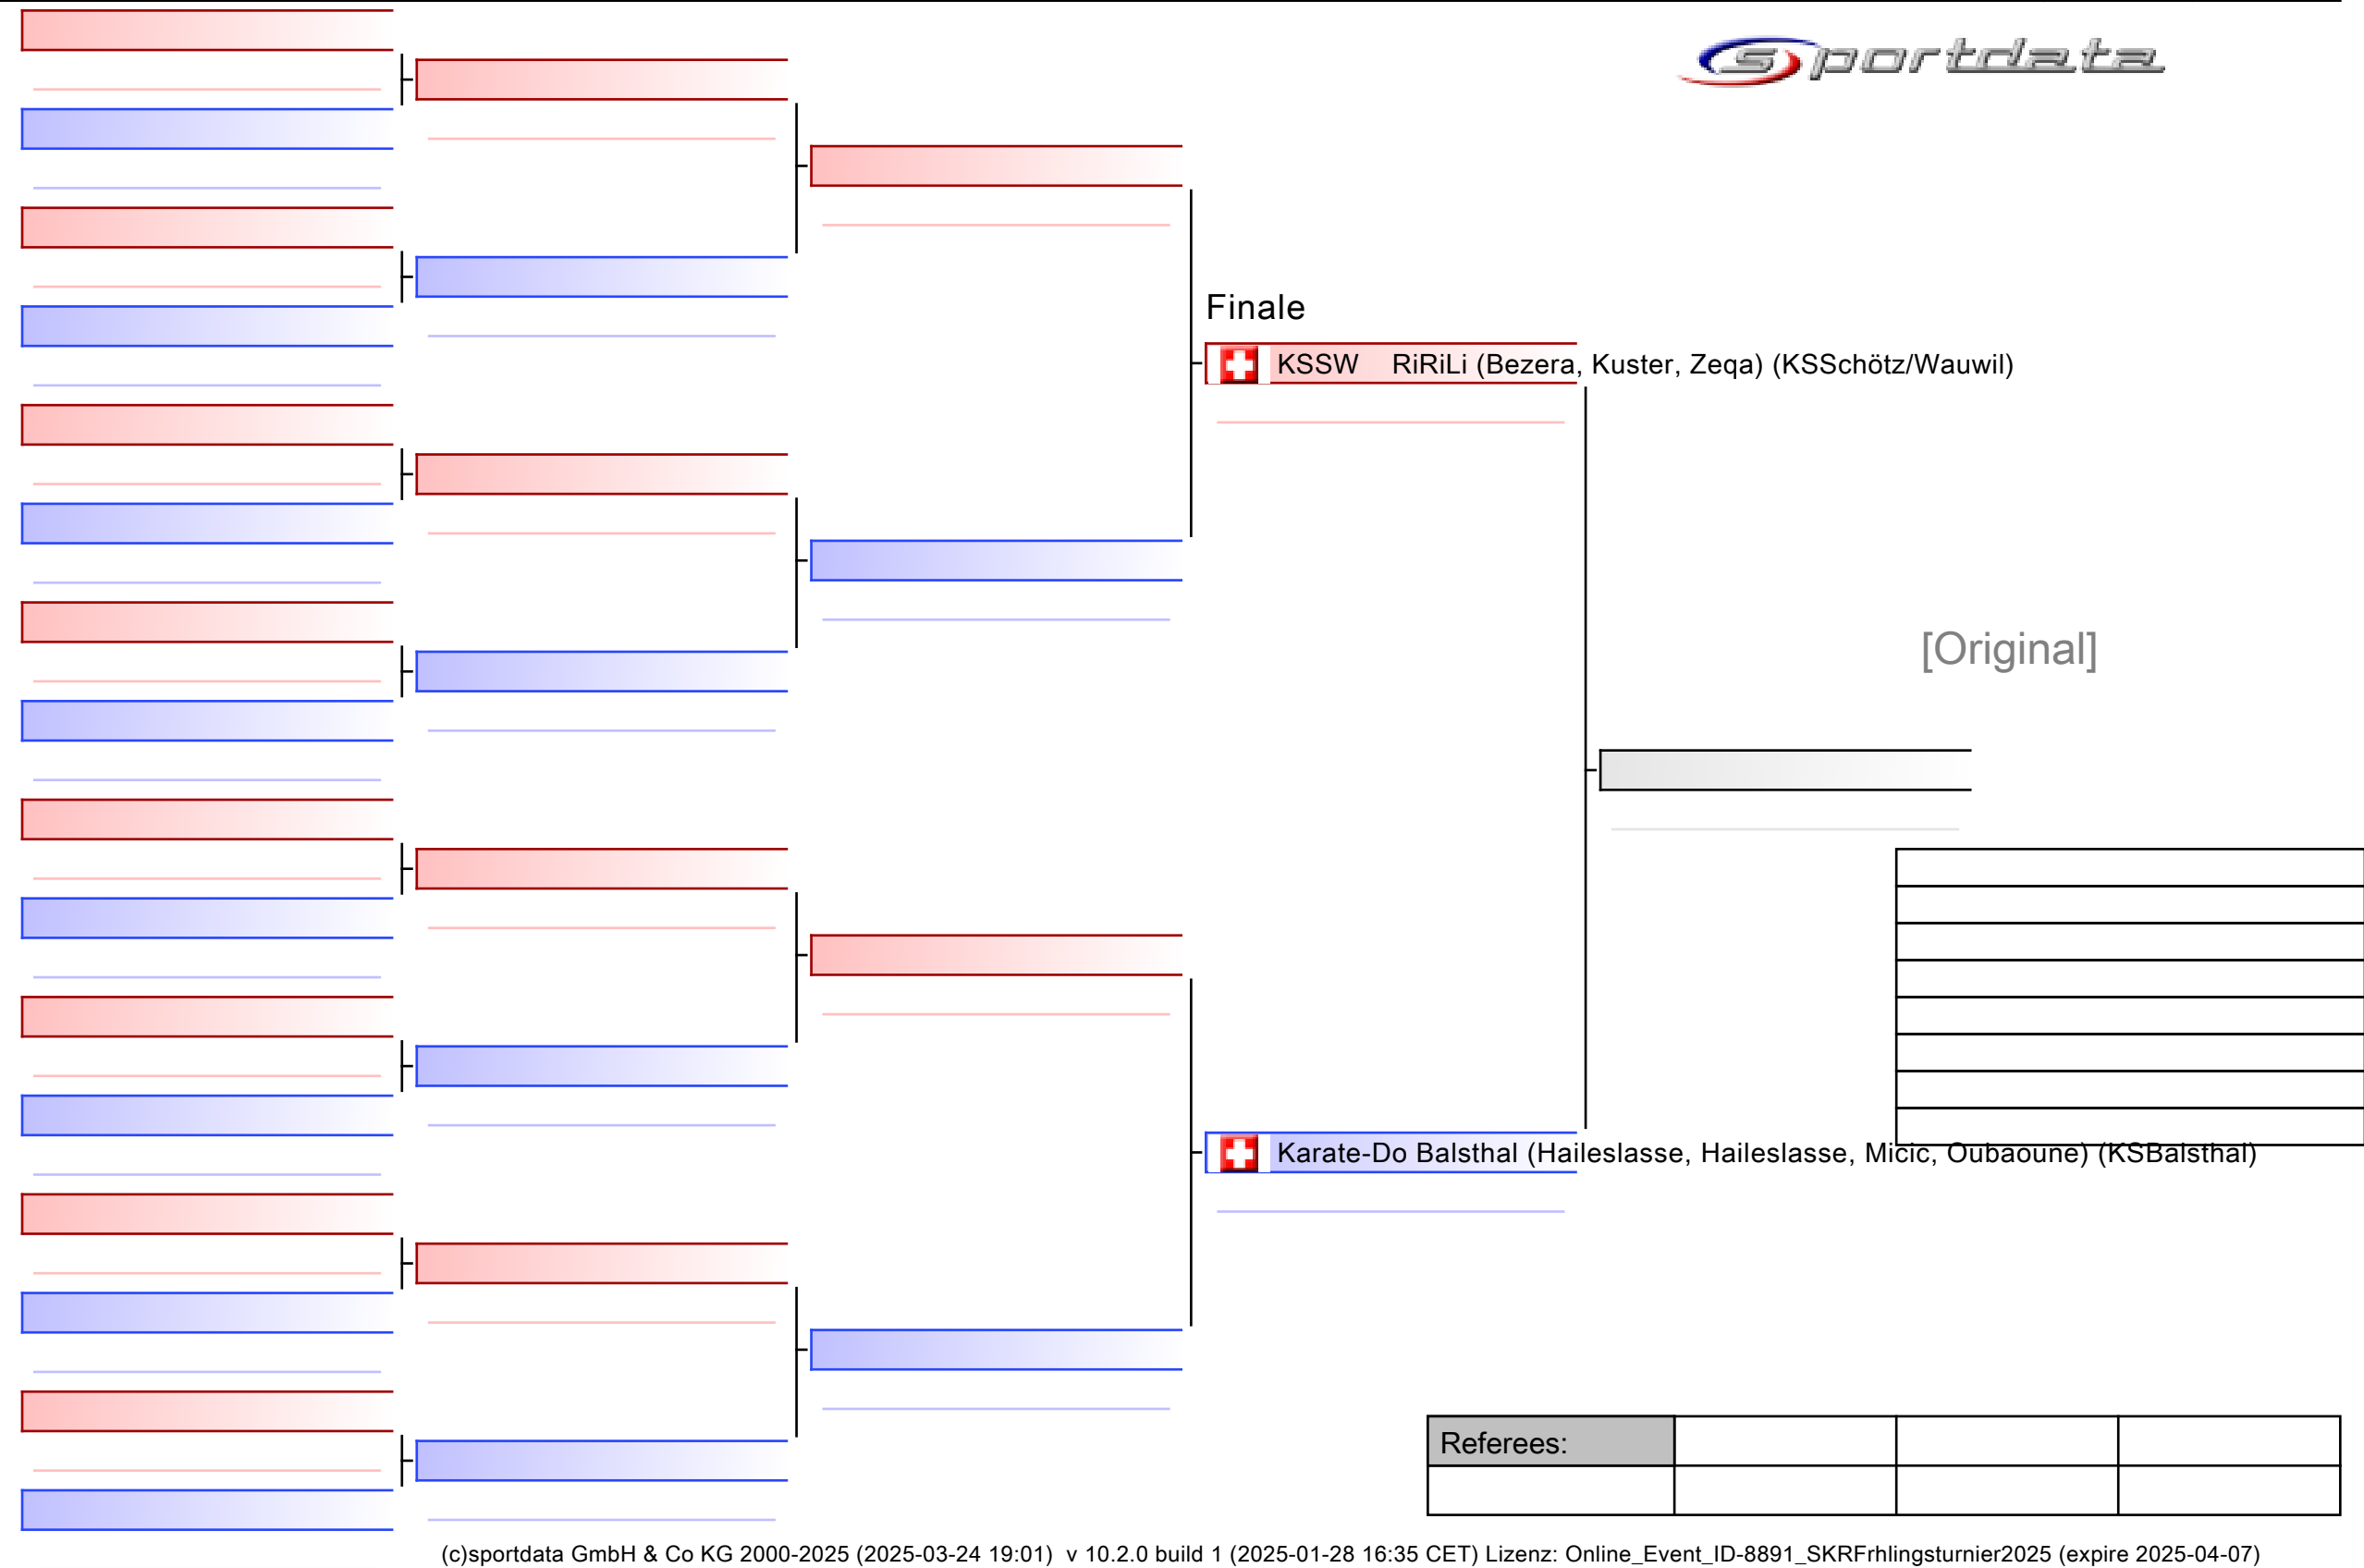 sportdata
Finale
KSSW RiRiLi (Bezera, Kuster, Zeqa) (KSSchötz/Wauwil)
[Original]
Karate-Do Balsthal (Haileslasse, Haileslasse, Micic, Oubaoune) (KSBalsthal)
Referees:
(c)sportdata GmbH & Co KG 2000-2025 (2025-03-24 19:01) v 10.2.0 build 1 (2025-01-28 16:35 CET) Lizenz: Online_Event_ID-8891_SKRFrhlingsturnier2025 (expire 2025-04-07)